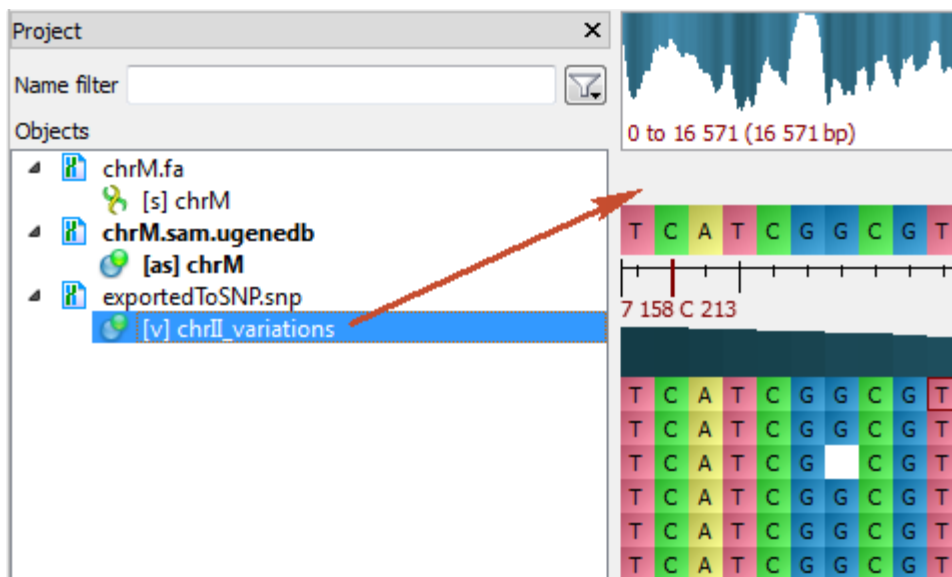 Project
Name filter
Objects
chrM.fa
[s] chrM
chrM.sam.ugenedb
[as] chrM
exportedToSNP.snp
[v] chrII_variations
0 to 16 571 (16 571 bp)
T C A T C G G C G T
7 158 C 213
T C A T C G G C G T
T C A T C G G C G T
T C A T C G C G T
T C A T C G G C G T
T C A T C G G C G T
T C A T C G G C G T